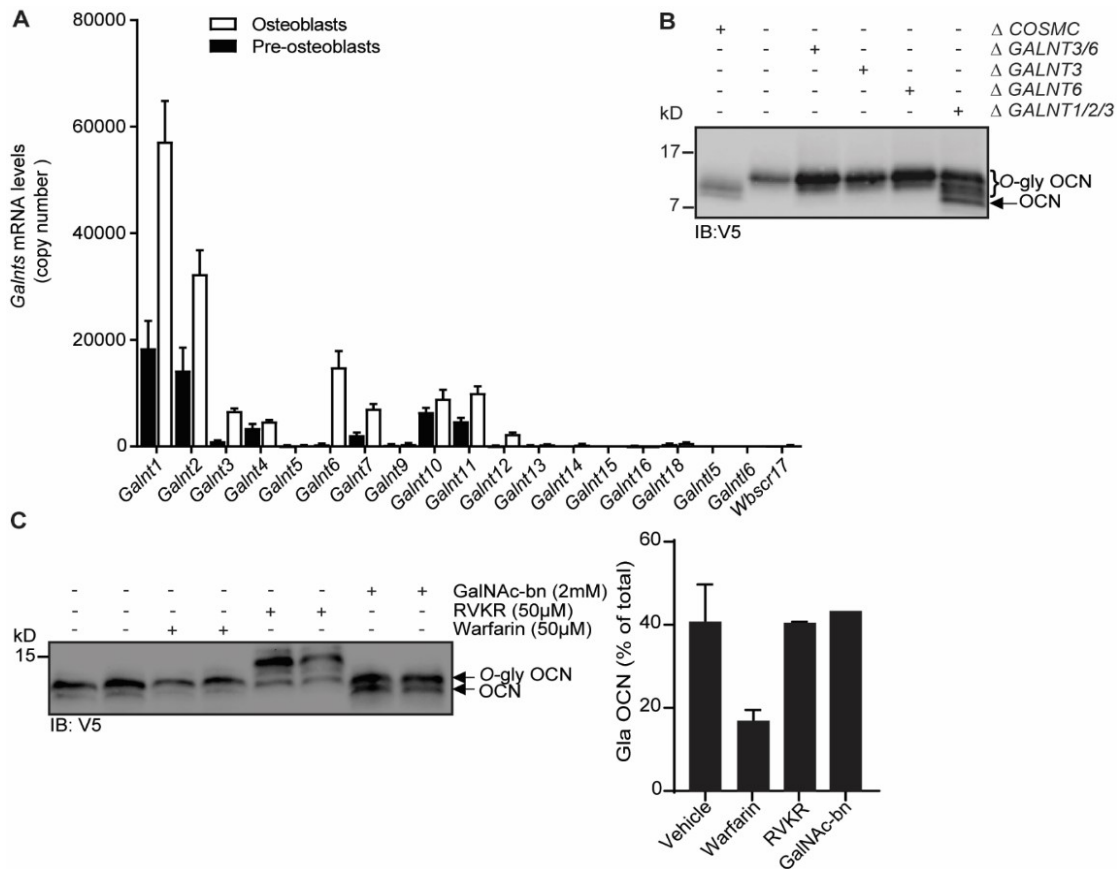 A
80000
60000
40000
20000
0
Galnts mRNA levels
(copy number )
Osteoblasts
Pre-osteoblasts
Galnt1
Galnt2
Galnt3
Galnt4
Galnt5
Galnt6
Galnt7
Galnt9
Galnt10
Galnt11
Galnt12
Galnt13
Galnt14
Galnt15
Galnt16
Galnt18
Galntl5
Galntl6
Wbscr17
B
+ - - - - - Δ COSMC
- - + - - - Δ GALNT3/6
- - - + - - Δ GALNT3
- - - - + - Δ GALNT6
- - - - - + Δ GALNT1/2/3
kD
17
7
O-gly OCN
OCN
IB:V5
C
- - - - - - + + GalNAc-bn (2mM)
- - - - + + - - RVKR (50µM)
- - + + - - - - Warfarin (50µM)
kD
15
O-gly OCN
OCN
IB: V5
Gla OCN (% of total)
60
40
20
0
Vehicle
Warfarin
RVKR
GalNAc-bn